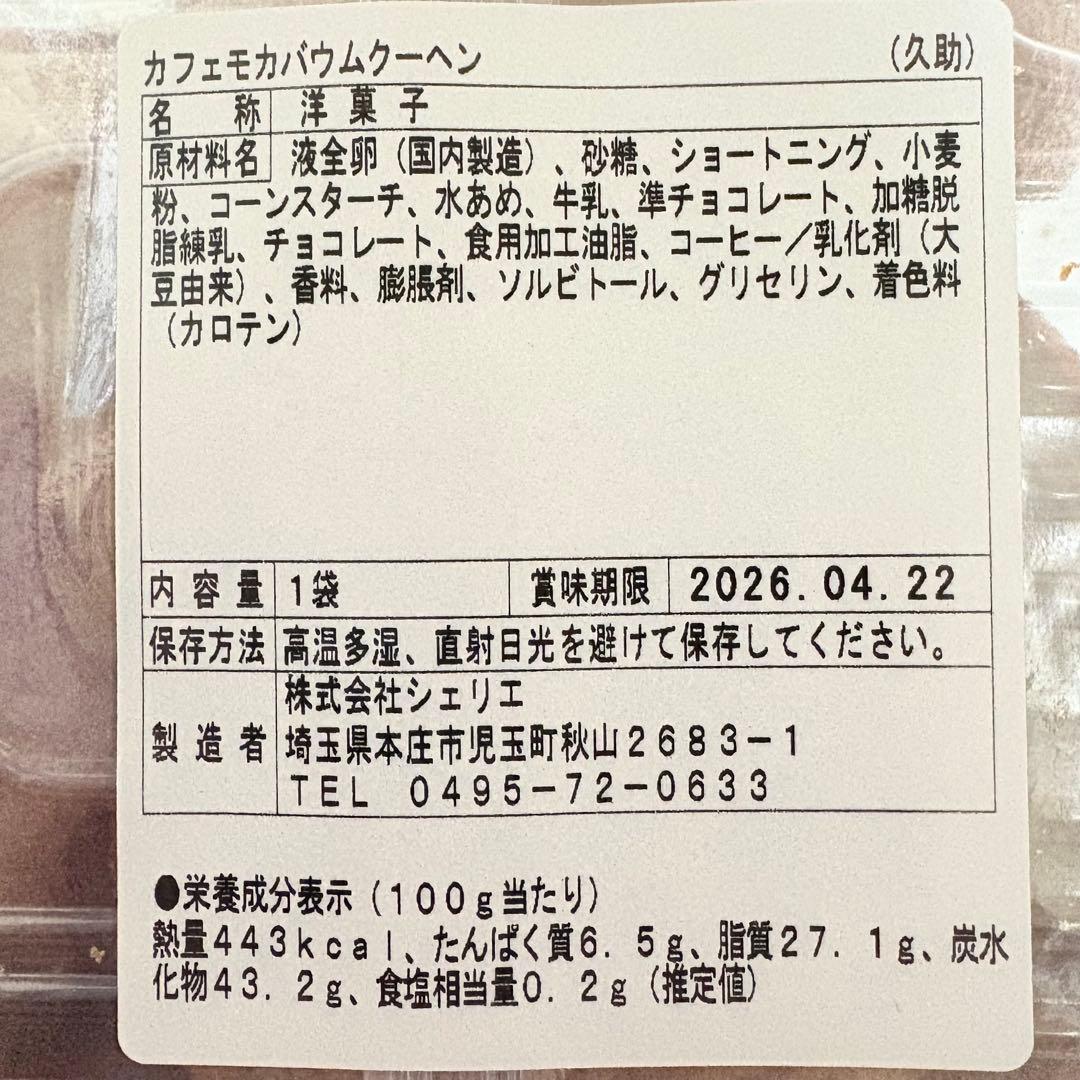 カフェモカバウムクーヘン （久助）
名称 洋菓子
原材料名 液全卵（国内製造）、砂糖、ショートニング、小麦
粉、コーンスターチ、水あめ、牛乳、準チョコレート、加糖脱
脂練乳、チョコレート、食用加工油脂、コーヒー／乳化剤（大
豆由来）、香料、膨脹剤、ソルビトール、グリセリン、着色料
（カロテン）
内容量 1袋 賞味期限 2026.04.22
保存方法 高温多湿、直射日光を避けて保存してください。
株式会社シェリエ
製造者 埼玉県本庄市児玉町秋山２６８３−１
ＴＥＬ ０４９５−７２−０６３３
●栄養成分表示（１００ｇ当たり）
熱量４４３ｋｃａｌ、たんぱく質６．５ｇ、脂質２７．１ｇ、炭水
化物４３．２ｇ、食塩相当量０．２ｇ（推定値）